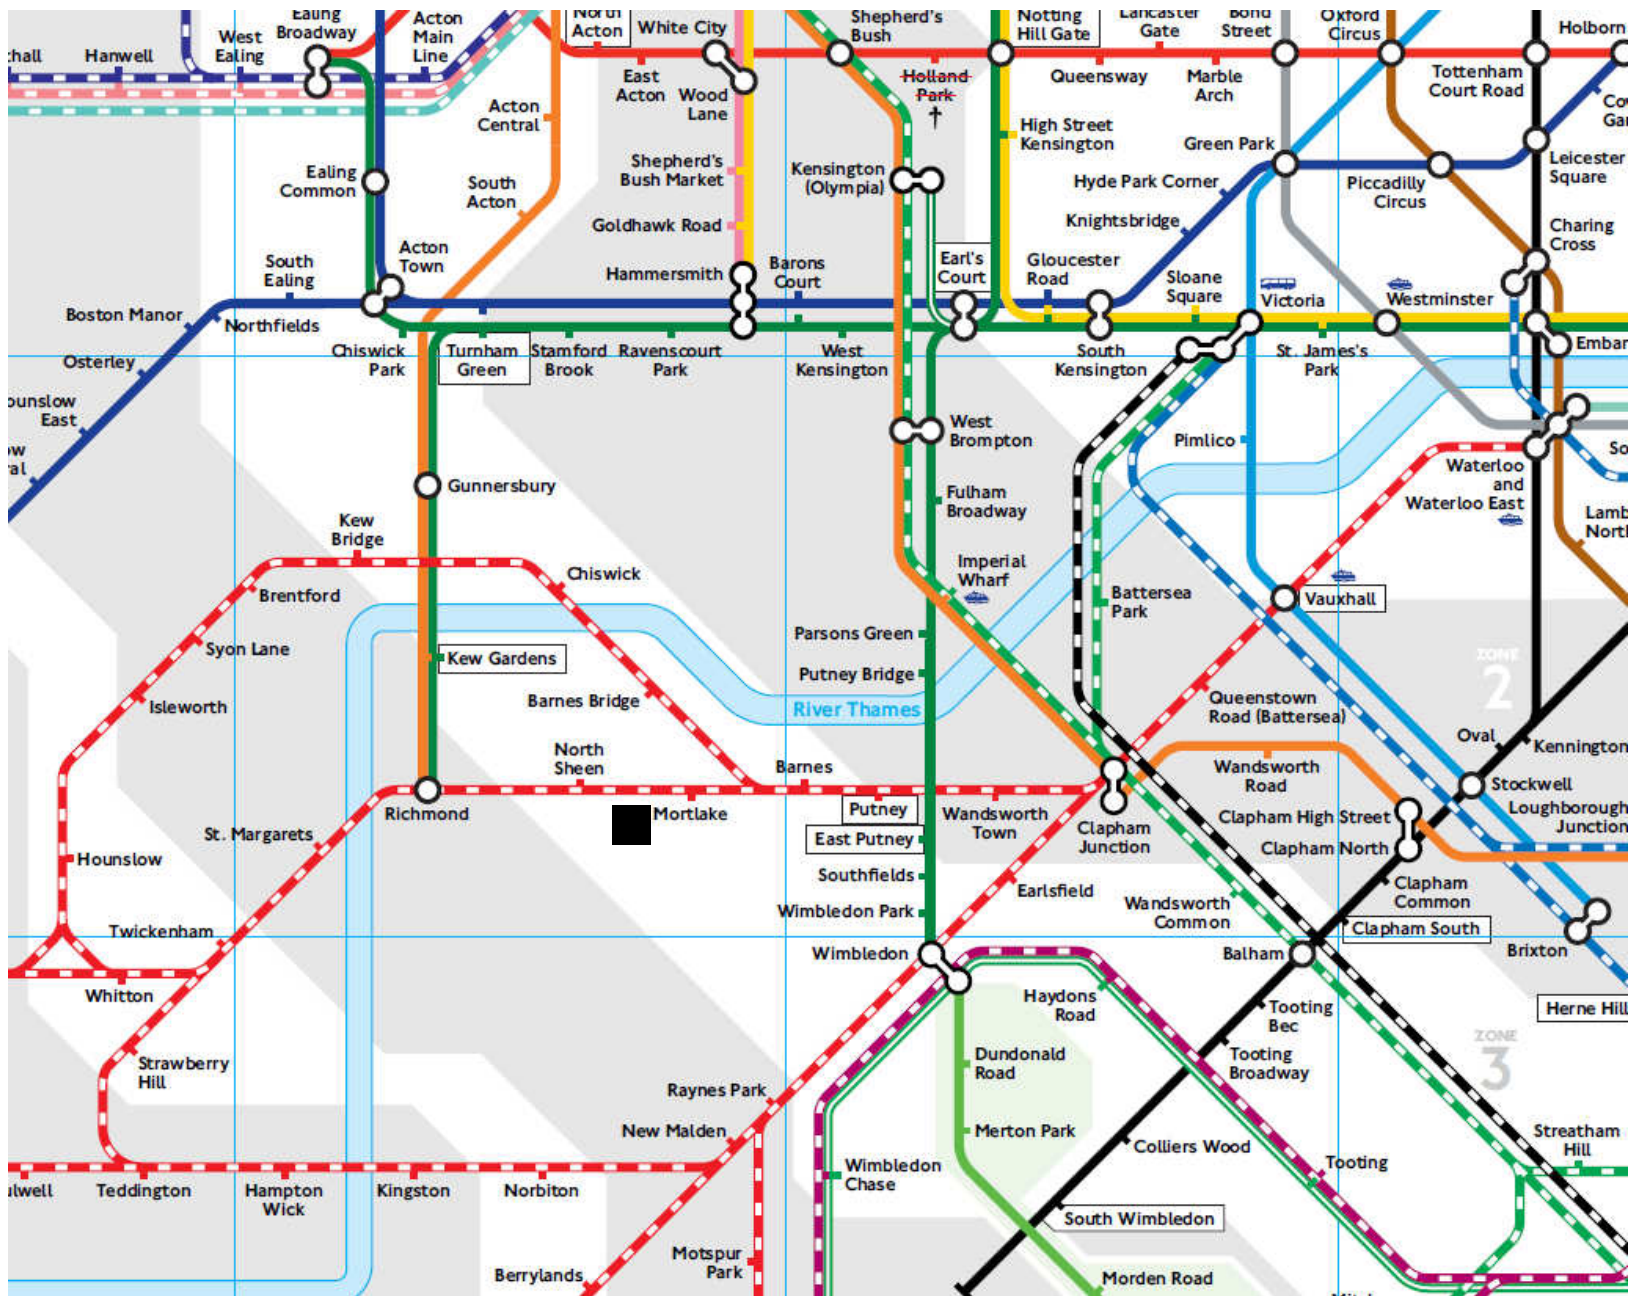 Ealing
Broadway
Acton
Main
Line
North
Acton
White City
Shepherd's
Bush
Notting
Hill Gate
Lancaster
Gate
Bond
Street
Oxford
Circus
Holborn
Hanwell
West
Ealing
East
Acton
Wood
Lane
Holland
Park
†
Queensway
Marble
Arch
Tottenham
Court Road
Acton
Central
High Street
Kensington
Green Park
Leicester
Square
Ealing
Common
South
Acton
Shepherd's
Bush Market
Kensington
(Olympia)
Hyde Park Corner
Piccadilly
Circus
Goldhawk Road
Knightsbridge
Charing
Cross
Acton
Town
South
Ealing
Hammersmith
Barons
Court
Earl's
Court
Gloucester
Road
Sloane
Square
Victoria
Westminster
Boston Manor
Northfields
Osterley
Chiswick
Park
Turnham
Green
Stamford
Brook
Ravenscourt
Park
West
Kensington
South
Kensington
St. James's
Park
East
West
Brompton
Pimlico
Waterloo
and
Waterloo East
Gunnersbury
Fulham
Broadway
Kew
Bridge
Chiswick
Imperial
Wharf
Brentford
Battersea
Park
Vauxhall
Syon Lane
Kew Gardens
Parsons Green
Putney Bridge
ZONE
2
Isleworth
Barnes Bridge
River Thames
Queenstown
Road (Battersea)
Oval
Kennington
North
Sheen
Barnes
Wandsworth
Road
Stockwell
Richmond
Mortlake
Putney
Wandsworth
Town
Clapham
Junction
Clapham High Street
Loughborough
Junction
St. Margarets
East Putney
Clapham North
Hounslow
Southfields
Earlsfield
Clapham
Common
Wimbledon Park
Wandsworth
Common
Clapham South
Twickenham
Wimbledon
Balham
Brixton
Whitton
Haydons
Road
Tooting
Bec
Herne Hill
Strawberry
Hill
Dundonald
Road
Tooting
Broadway
ZONE
3
Raynes Park
New Malden
Merton Park
Colliers Wood
Streatham
Hill
Teddington
Hampton
Wick
Kingston
Norbiton
Wimbledon
Chase
Tooting
South Wimbledon
Motspur
Park
Berrylands
Morden Road